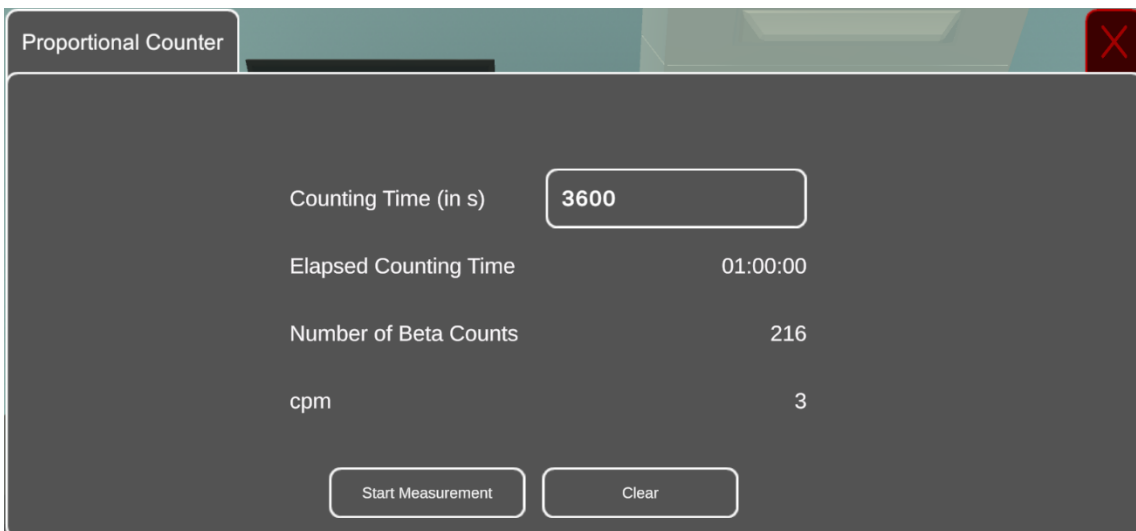 Proportional Counter
X
Counting Time (in s) 3600
Elapsed Counting Time 01:00:00
Number of Beta Counts 216
cpm 3
Start Measurement Clear